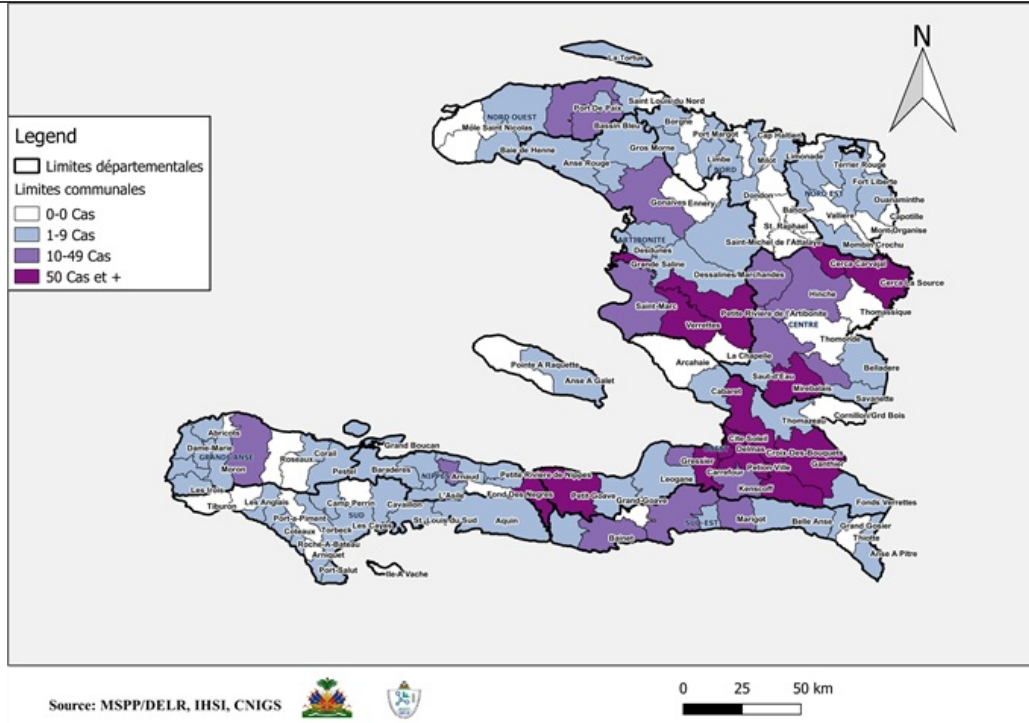 N
Legend
Limites départementales
Limites communales
0-0 Cas
1-9 Cas
10-49 Cas
50 Cas et +
La Tortue
Saint Louis du Nord
Port De Paix
NORD OUEST
Môle Saint Nicolas
Bassin Bleu
Borgne
Port Margot
Cap Haïtien
Baie de Henne
Gros Morne
Limbe
Milot
Limonade
Terrier Rouge
Anse Rouge
NORD
Fort Liberte
Dondon
NORD EST
Ouanaminthe
Gonaives
Ennery
Bahon
Valliere
Capotille
St. Raphael
Mont-Organise
ARTIBONITE
Saint-Michel de l'Attalaye
Mombin Crochu
Desdunes
Grande Saline
Dessalines/Marchandes
Cerca Carvajal
Cerca La Source
Hinche
Saint-Marc
Petite Rivière de l'Artibonite
Thomassique
Verrettes
CENTRE
Thomonde
La Chapelle
Arcahaie
Pointe A Raquette
Saut d'Eau
Belladere
Anse A Galet
Cabaret
Mirebalais
Savanette
Thomazeau
Cornillon/Grd Bois
Abricots
Grand Boucan
Cite Soleil
Dame-Marie
Corail
Delmas
Croix-Des-Bouquets
GRANDE ANSE
Roseaux
Gressier
Moron
Pestel
Baraderes
NIPPES
Arnaud
Petite Rivière de Nippes
Carrefour
Petion-Ville
Ganthier
Leogane
Kenscoff
Les Irois
L'Asile
Fond Des Negres
Petit Goave
Tiburon
Les Anglais
Camp Perrin
Cavaillon
Grand-Goave
Fonds Verrettes
Port-a-Piment
SUD
St. Louis du Sud
Aquin
SUD-EST
Marigot
Belle Anse
Grand Gosier
Coteaux
Torbeck
Les Cayes
Bainet
Thiotte
Roche-A-Bateau
Arniquet
Anse A Pitre
Port-Salut
Ile A Vache
Source: MSPP/DELR, IHSI, CNIGS
0 25 50 km